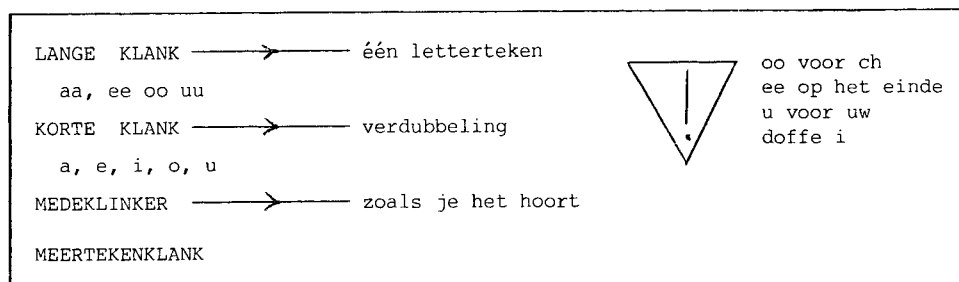 LANGE KLANK één letterteken
aa, ee oo uu
KORTE KLANK verdubbeling
a, e, i, o, u
MEDEKLINKER zoals je het hoort
MEERTEKENKLANK
!
oo voor ch
ee op het einde
u voor uw
doffe i